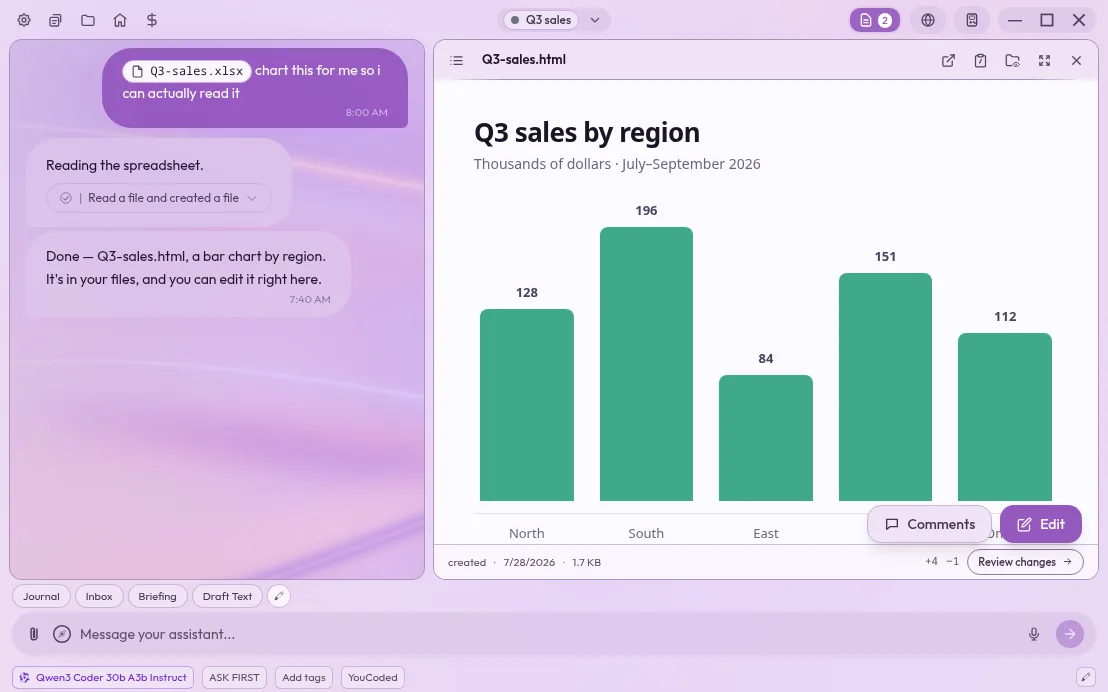 Q3 sales
2
Q3-sales.xlsx chart this for me so i
can actually read it
8:00 AM
Reading the spreadsheet.
| Read a file and created a file
Done — Q3-sales.html, a bar chart by region.
It's in your files, and you can edit it right here.
7:40 AM
Q3-sales.html
Q3 sales by region
Thousands of dollars · July–September 2026
128
196
84
151
112
North
South
East
Comments
Edit
created · 7/28/2026 · 1.7 KB
+4 −1
Review changes →
Journal
Inbox
Briefing
Draft Text
Message your assistant...
Qwen3 Coder 30b A3b Instruct
ASK FIRST
Add tags
YouCoded